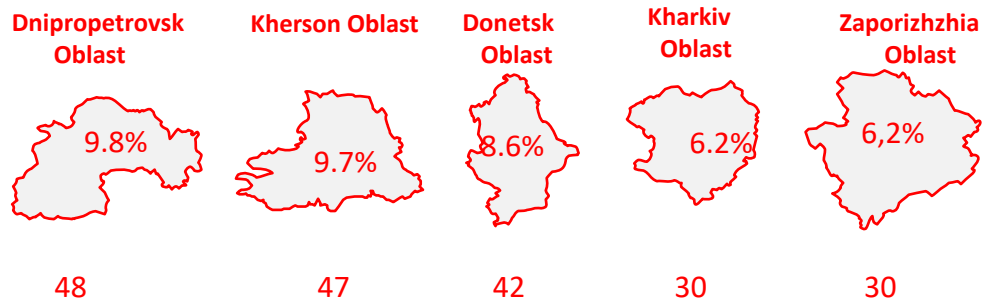 Dnipropetrovsk
Oblast
Kherson Oblast
Donetsk
Oblast
Kharkiv
Oblast
Zaporizhzhia
Oblast
9.8%
9.7%
8.6%
6.2%
6,2%
48
47
42
30
30